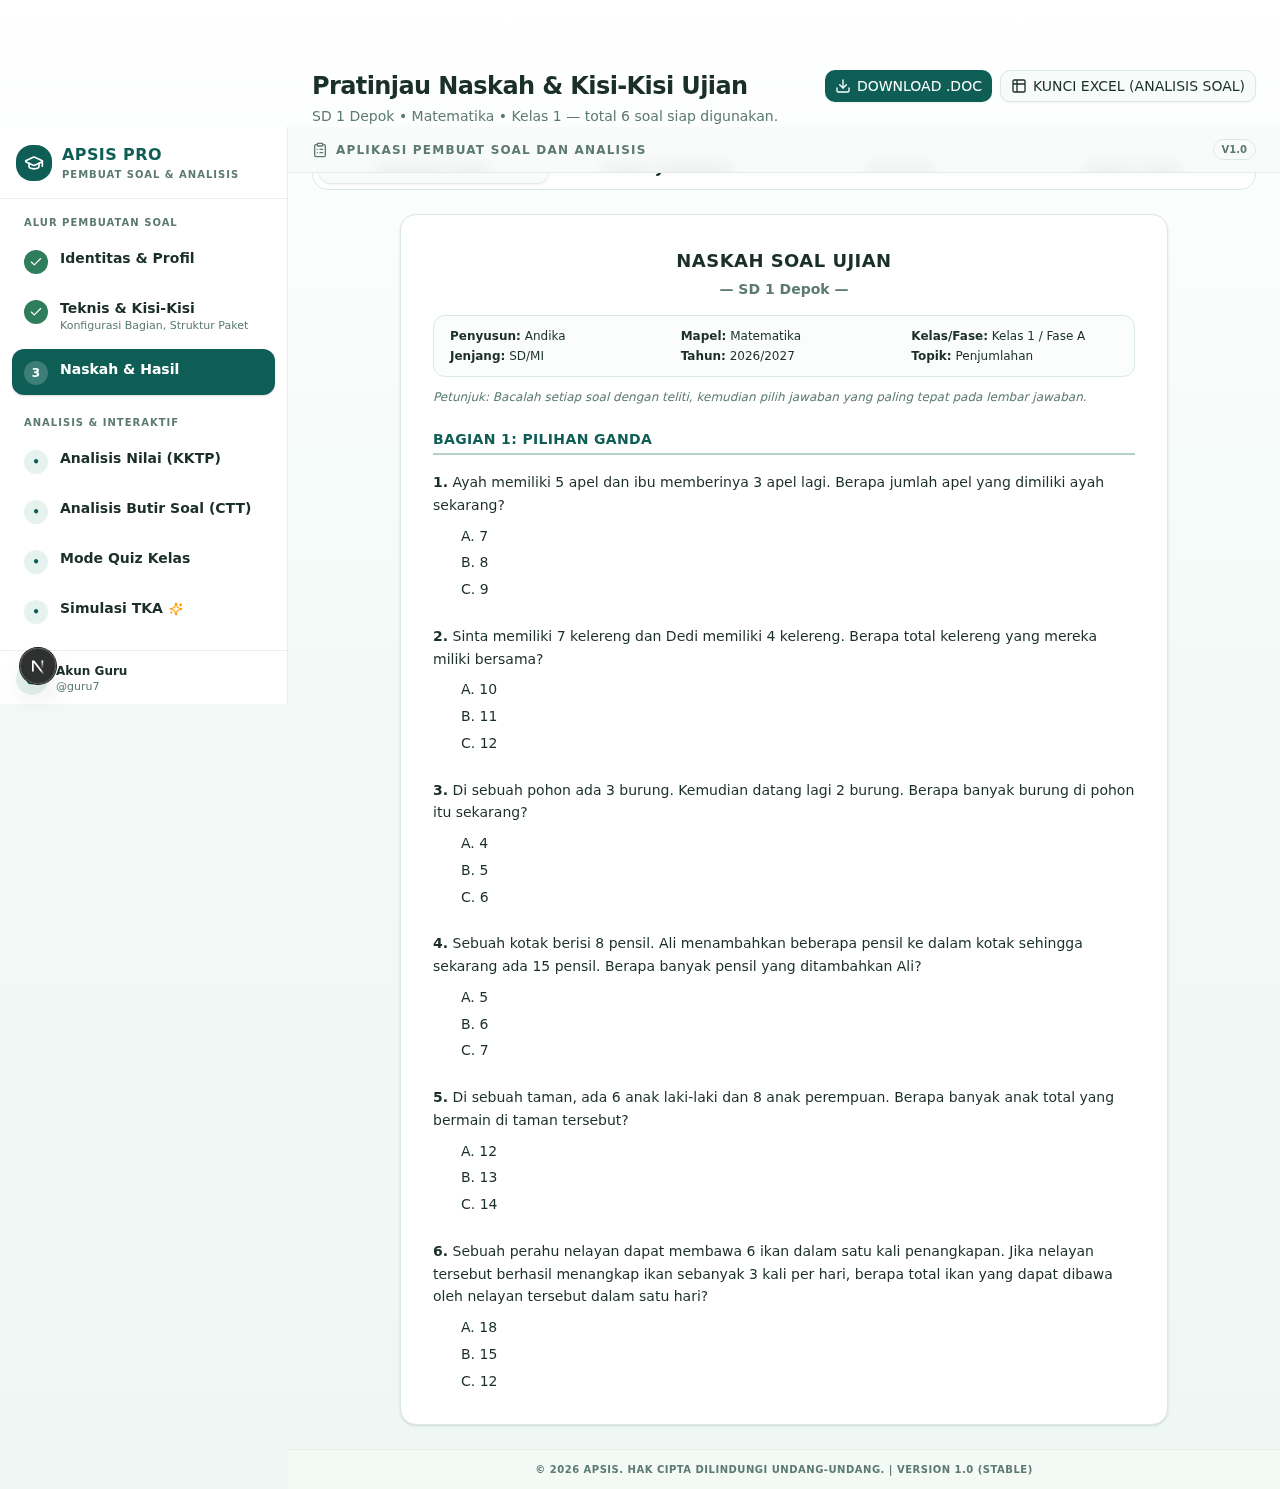 Pratinjau Naskah & Kisi-Kisi Ujian
SD 1 Depok • Matematika • Kelas 1 — total 6 soal siap digunakan.
DOWNLOAD .DOC
KUNCI EXCEL (ANALISIS SOAL)
APLIKASI PEMBUAT SOAL DAN ANALISIS
V1.0
APSIS PRO
PEMBUAT SOAL & ANALISIS
ALUR PEMBUATAN SOAL
Identitas & Profil
Teknis & Kisi-Kisi
Konfigurasi Bagian, Struktur Paket
3 Naskah & Hasil
ANALISIS & INTERAKTIF
• Analisis Nilai (KKTP)
• Analisis Butir Soal (CTT)
• Mode Quiz Kelas
• Simulasi TKA
N
Akun Guru
@guru7
NASKAH SOAL UJIAN
— SD 1 Depok —
Penyusun: Andika Mapel: Matematika Kelas/Fase: Kelas 1 / Fase A
Jenjang: SD/MI Tahun: 2026/2027 Topik: Penjumlahan
Petunjuk: Bacalah setiap soal dengan teliti, kemudian pilih jawaban yang paling tepat pada lembar jawaban.
BAGIAN 1: PILIHAN GANDA
1. Ayah memiliki 5 apel dan ibu memberinya 3 apel lagi. Berapa jumlah apel yang dimiliki ayah
sekarang?
A. 7
B. 8
C. 9
2. Sinta memiliki 7 kelereng dan Dedi memiliki 4 kelereng. Berapa total kelereng yang mereka
miliki bersama?
A. 10
B. 11
C. 12
3. Di sebuah pohon ada 3 burung. Kemudian datang lagi 2 burung. Berapa banyak burung di pohon
itu sekarang?
A. 4
B. 5
C. 6
4. Sebuah kotak berisi 8 pensil. Ali menambahkan beberapa pensil ke dalam kotak sehingga
sekarang ada 15 pensil. Berapa banyak pensil yang ditambahkan Ali?
A. 5
B. 6
C. 7
5. Di sebuah taman, ada 6 anak laki-laki dan 8 anak perempuan. Berapa banyak anak total yang
bermain di taman tersebut?
A. 12
B. 13
C. 14
6. Sebuah perahu nelayan dapat membawa 6 ikan dalam satu kali penangkapan. Jika nelayan
tersebut berhasil menangkap ikan sebanyak 3 kali per hari, berapa total ikan yang dapat dibawa
oleh nelayan tersebut dalam satu hari?
A. 18
B. 15
C. 12
© 2026 APSIS. HAK CIPTA DILINDUNGI UNDANG-UNDANG. | VERSION 1.0 (STABLE)